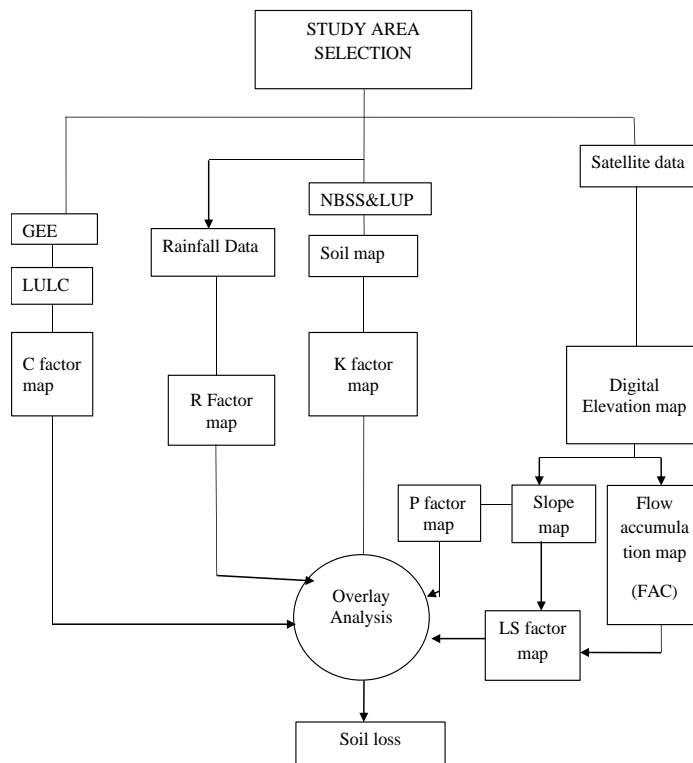 STUDY AREA
SELECTION
Satellite data
NBSS&LUP
GEE
Rainfall Data
Soil map
LULC
C factor
map
R Factor
map
K factor
map
Digital
Elevation map
P factor
map
Slope
map
Flow
accumula
tion map
(FAC)
Overlay
Analysis
LS factor
map
Soil loss